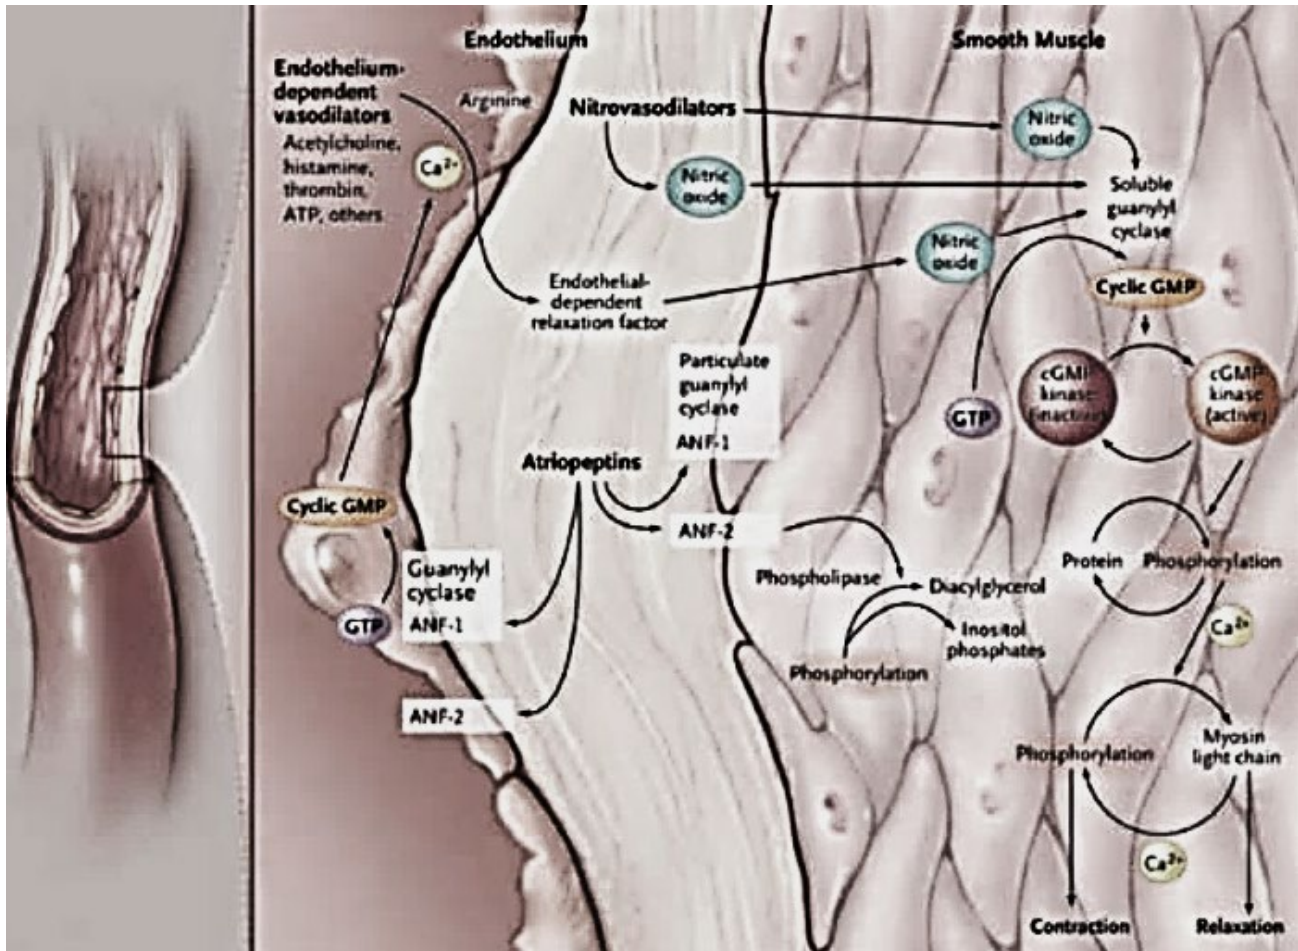 Endothelium
Smooth Muscle
Endothelium-
dependent
vasodilators
Acetylcholine,
histamine,
thrombin,
ATP, others
Arginine
Ca2+
Nitrovasodilators
Nitric
oxide
Nitric
oxide
Soluble
guanylyl
cyclase
Nitric
oxide
Endothelial-
dependent
relaxation factor
Cyclic GMP
Particulate
guanylyl
cyclase
ANF-1
GTP
cGMP
kinase
(inactive)
cGMP
kinase
(active)
Atriopeptins
Cyclic GMP
ANF-2
Guanylyl
cyclase
GTP
ANF-1
ANF-2
Phospholipase
Diacylglycerol
Inositol
phosphates
Phosphorylation
Protein
Phosphorylation
Ca2+
Phosphorylation
Myosin
light chain
Ca2+
Contraction
Relaxation